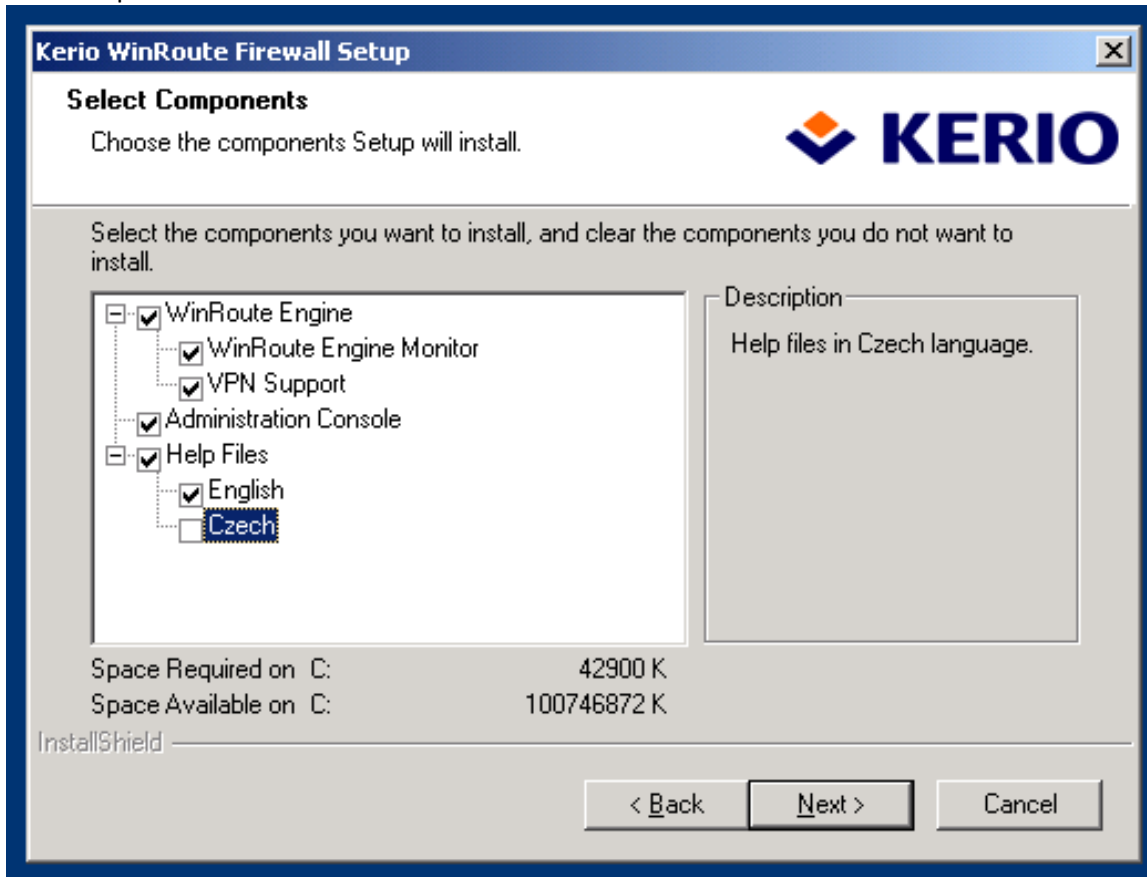 Kerio WinRoute Firewall Setup
Select Components
Choose the components Setup will install.
KERIO
Select the components you want to install, and clear the components you do not want to
install.
WinRoute Engine
WinRoute Engine Monitor
VPN Support
Administration Console
Help Files
English
Czech
Description
Help files in Czech language.
Space Required on C: 42900 K
Space Available on C: 100746872 K
InstallShield
< Back Next > Cancel